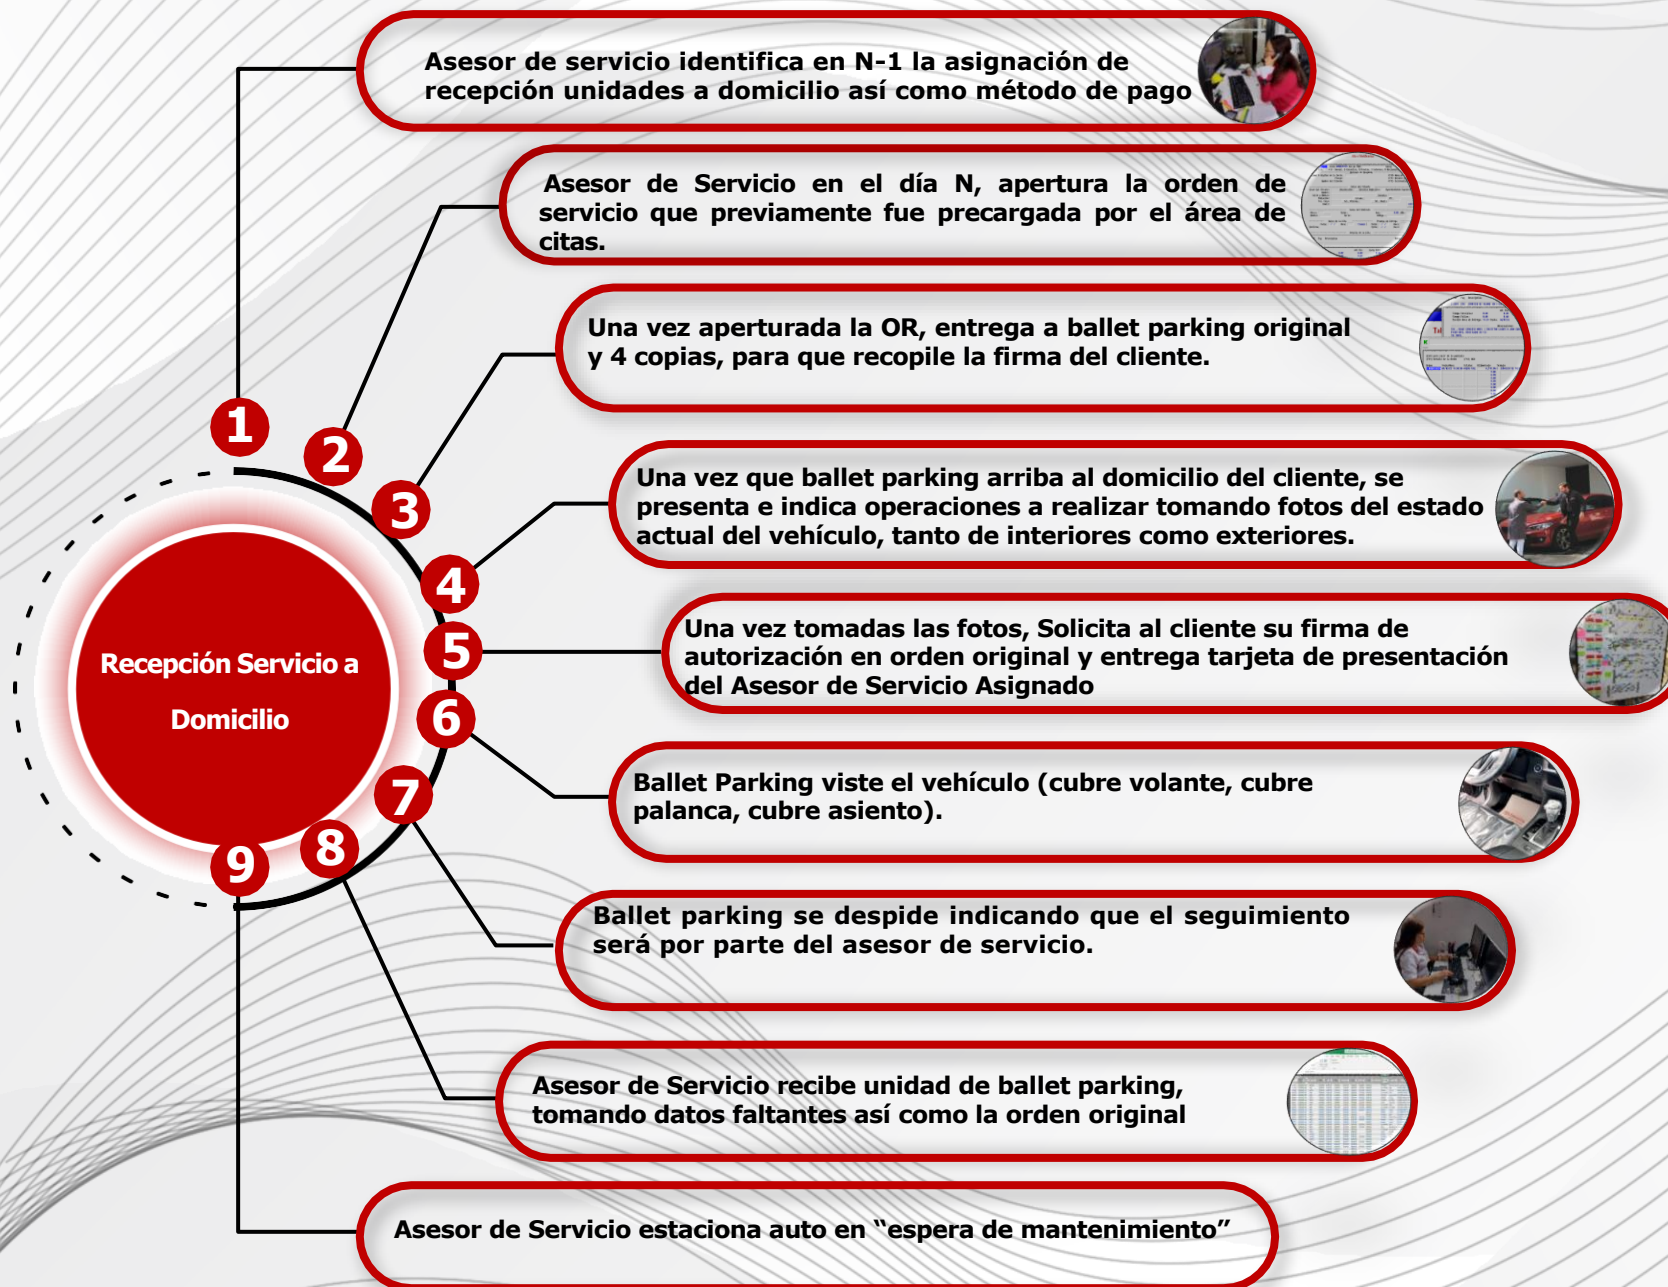 Asesor de servicio identifica en N-1 la asignación de
recepción unidades a domicilio así como método de pago
Asesor de Servicio en el día N, apertura la orden de
servicio que previamente fue precargada por el área de
citas.
Una vez aperturada la OR, entrega a ballet parking original
y 4 copias, para que recopile la firma del cliente.
Una vez que ballet parking arriba al domicilio del cliente, se
presenta e indica operaciones a realizar tomando fotos del estado
actual del vehículo, tanto de interiores como exteriores.
Una vez tomadas las fotos, Solicita al cliente su firma de
autorización en orden original y entrega tarjeta de presentación
del Asesor de Servicio Asignado
Ballet Parking viste el vehículo (cubre volante, cubre
palanca, cubre asiento).
Ballet parking se despide indicando que el seguimiento
será por parte del asesor de servicio.
Asesor de Servicio recibe unidad de ballet parking,
tomando datos faltantes así como la orden original
Asesor de Servicio estaciona auto en “espera de mantenimiento”
1
2
3
4
5
6
7
8
9
Recepción Servicio a
Domicilio